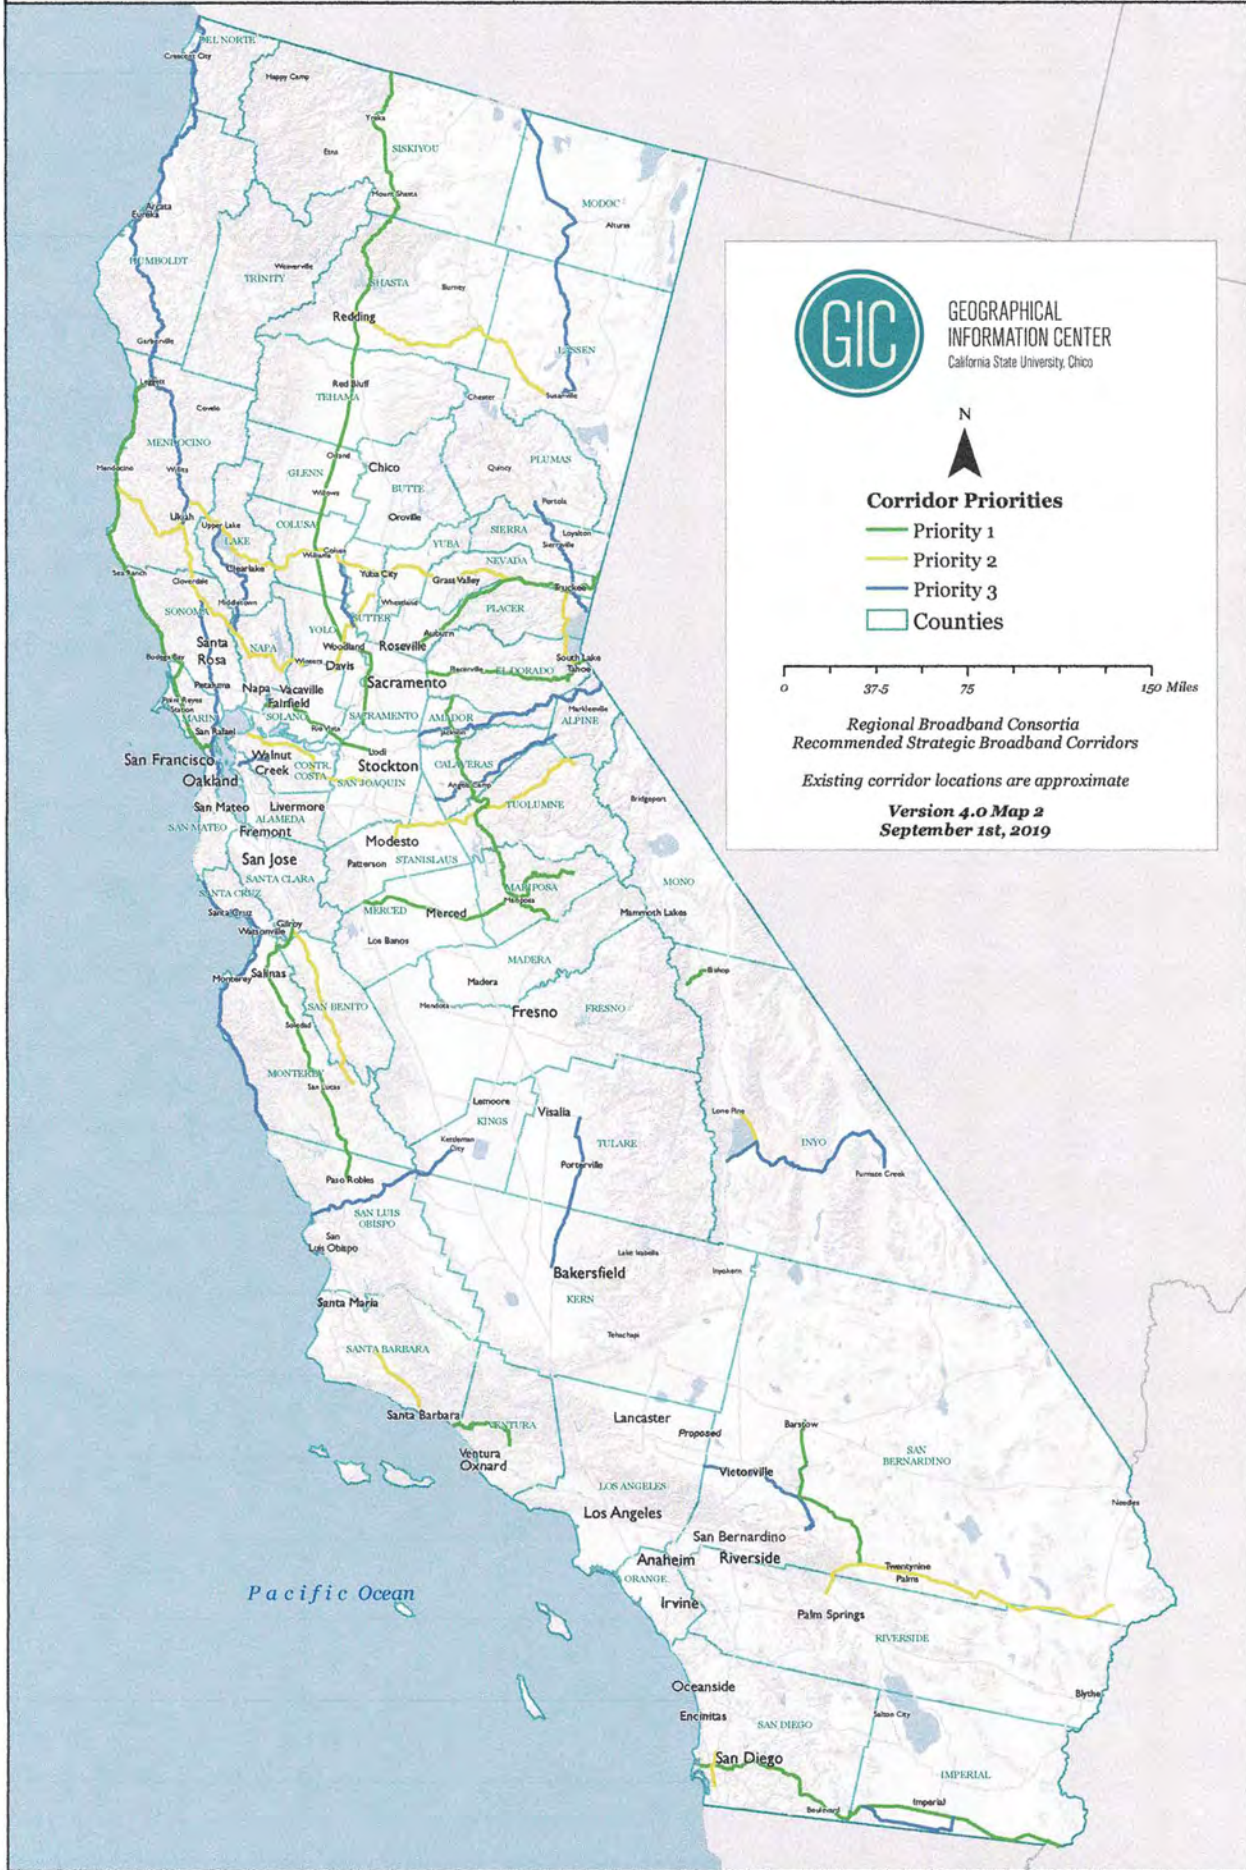 DEL NORTE
Crescent City
Happy Camp
Yreka
SISKIYOU
Etna
Mount Shasta
MODOC
Alturas
Arcata
Eureka
HUMBOLDT
TRINITY
Weaverville
SHASTA
Burney
Redding
Garberville
LASSEN
Leggett
Red Bluff
TEHAMA
Chester
Susanville
Covelo
MENDOCINO
Mendocino
Willits
Orland
Chico
GLENN
BUTTE
Quincy
PLUMAS
Willows
Portola
Ukiah
Upper Lake
COLUSA
Oroville
SIERRA
Loyalton
Sierraville
LAKE
YUBA
NEVADA
Williams
Colusa
Clearlake
Yuba City
Grass Valley
Truckee
Sea Ranch
Cloverdale
Middletown
Wheatland
SONOMA
SUTTER
PLACER
YOLO
Auburn
Santa
Rosa
NAPA
Woodland
Roseville
Bodega Bay
Winters
Davis
South Lake
Tahoe
Placerville
EL DORADO
Petaluma
Napa
Vacaville
Fairfield
Sacramento
Point Reyes
Station
MARIN
SOLANO
SACRAMENTO
AMADOR
Markleeville
ALPINE
San Rafael
Rio Vista
Jackson
San Francisco
Walnut
Creek
Lodi
Stockton
CONTRA
COSTA
CALAVERAS
Oakland
SAN JOAQUIN
Angels Camp
San Mateo
Livermore
TUOLUMNE
Bridgeport
SAN MATEO
ALAMEDA
Fremont
Modesto
San Jose
Patterson
STANISLAUS
SANTA CLARA
MARIPOSA
MONO
SANTA CRUZ
Mariposa
Santa Cruz
MERCED
Merced
Mammoth Lakes
Gilroy
Watsonville
Los Banos
MADERA
Bishop
Monterey
Salinas
Madera
SAN BENITO
Mendota
Fresno
FRESNO
Soledad
MONTEREY
San Lucas
Lemoore
KINGS
Visalia
Lone Pine
Kettleman
City
TULARE
INYO
Porterville
Furnace Creek
Paso Robles
SAN LUIS
OBISPO
San
Luis Obispo
Lake Isabella
Bakersfield
Inyokern
KERN
Santa Maria
Tehachapi
SANTA BARBARA
Santa Barbara
VENTURA
Lancaster
Proposed
Barstow
Ventura
Oxnard
SAN
BERNARDINO
Victorville
LOS ANGELES
Needles
Los Angeles
San Bernardino
Anaheim
Riverside
ORANGE
Twentynine
Palms
Irvine
Palm Springs
RIVERSIDE
Pacific Ocean
Oceanside
Blythe
Encinitas
SAN DIEGO
Salton City
San Diego
IMPERIAL
Boulevard
Imperial
GIC
GEOGRAPHICAL
INFORMATION CENTER
California State University, Chico
N
Corridor Priorities
Priority 1
Priority 2
Priority 3
Counties
0 37.5 75 150 Miles
Regional Broadband Consortia
Recommended Strategic Broadband Corridors
Existing corridor locations are approximate
Version 4.0 Map 2
September 1st, 2019